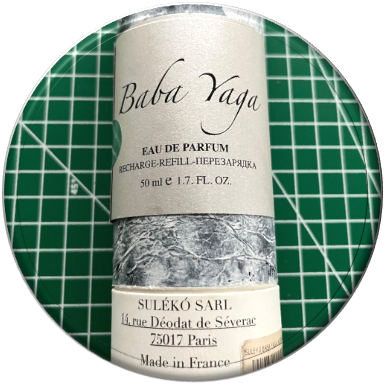 Baba Yaga
EAU DE PARFUM
RECHARGE-REFILL-ПЕРЕЗАРЯДКА
50 ml e 1.7. FL. OZ.
SULÉKÓ SARL
14, rue Déodat de Séverac
75017 Paris
Made in France
45°